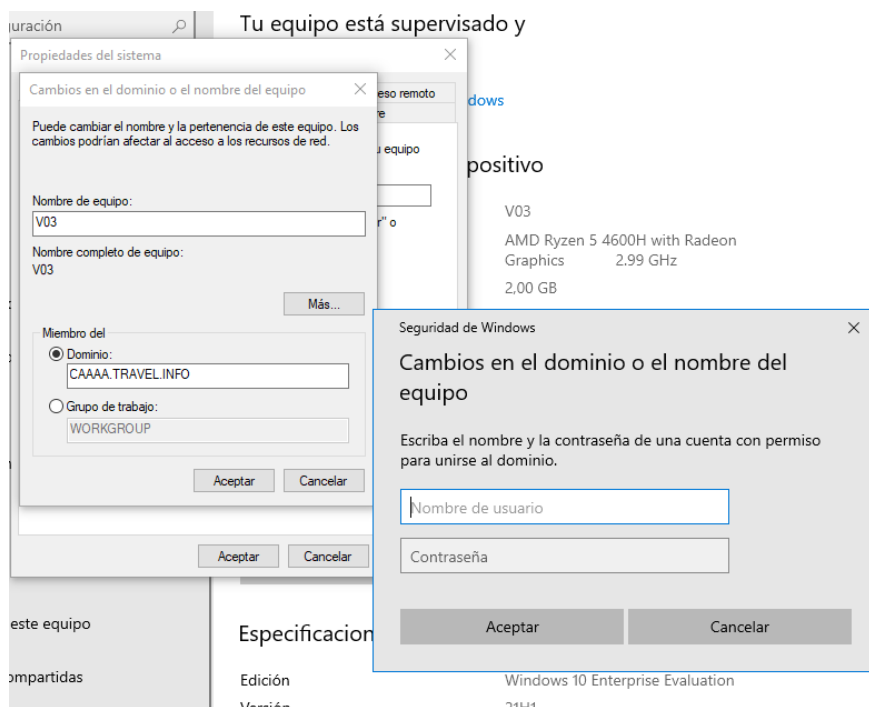 uración
Tu equipo está supervisado y
Propiedades del sistema
Cambios en el dominio o el nombre del equipo
eso remoto
dows
Puede cambiar el nombre y la pertenencia de este equipo. Los
cambios podrían afectar al acceso a los recursos de red.
u equipo
positivo
Nombre de equipo:
V03
r" o
V03
Nombre completo de equipo:
V03
AMD Ryzen 5 4600H with Radeon
Graphics 2.99 GHz
2,00 GB
Más...
Miembro del
Dominio:
CAAAA.TRAVEL.INFO
Grupo de trabajo:
WORKGROUP
Aceptar Cancelar
Aceptar Cancelar
Seguridad de Windows
Cambios en el dominio o el nombre del
equipo
Escriba el nombre y la contraseña de una cuenta con permiso
para unirse al dominio.
Nombre de usuario
Contraseña
Aceptar Cancelar
este equipo
Especificacion
ompartidas
Edición Windows 10 Enterprise Evaluation
Versión 21H1